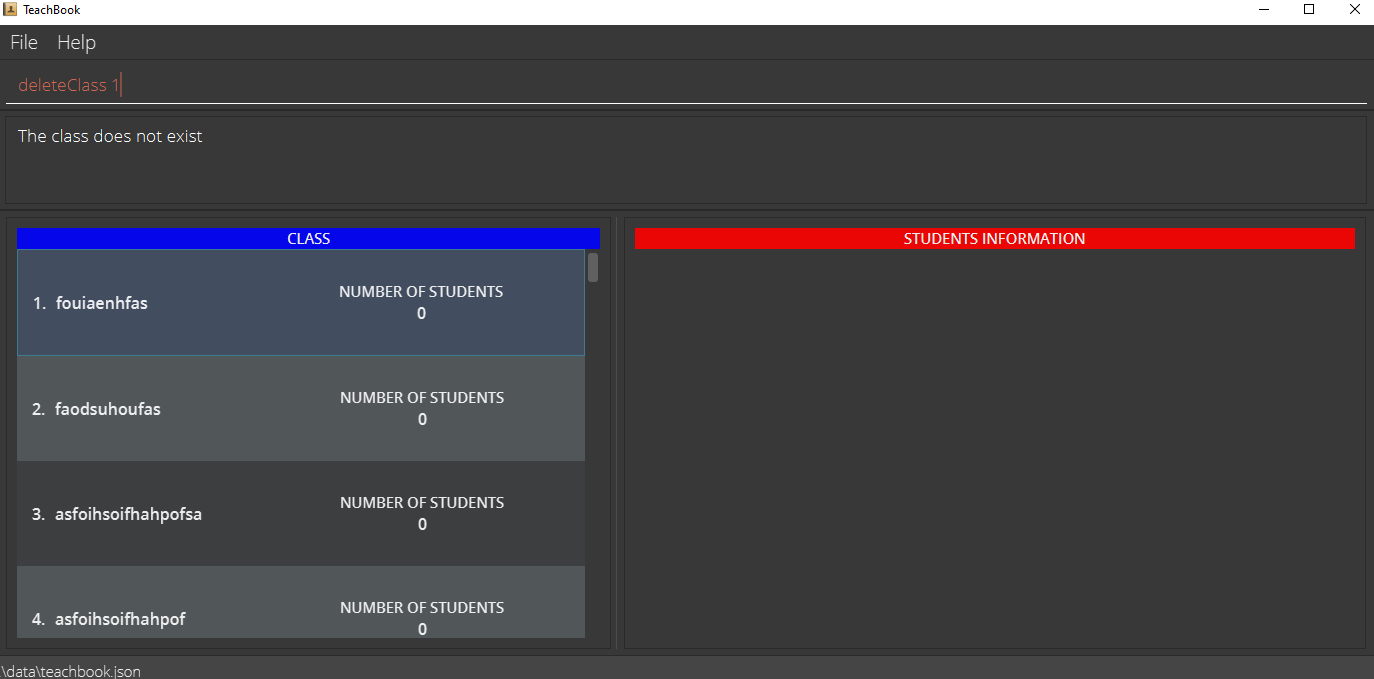 TeachBook
File Help
deleteClass 1
The class does not exist
CLASS
1. fouiaenhfas
NUMBER OF STUDENTS
0
2. faodsuhoufas
NUMBER OF STUDENTS
0
3. asfoihsoifhahpofsa
NUMBER OF STUDENTS
0
4. asfoihsoifhahpof
NUMBER OF STUDENTS
0
STUDENTS INFORMATION
.\data\teachbook.json